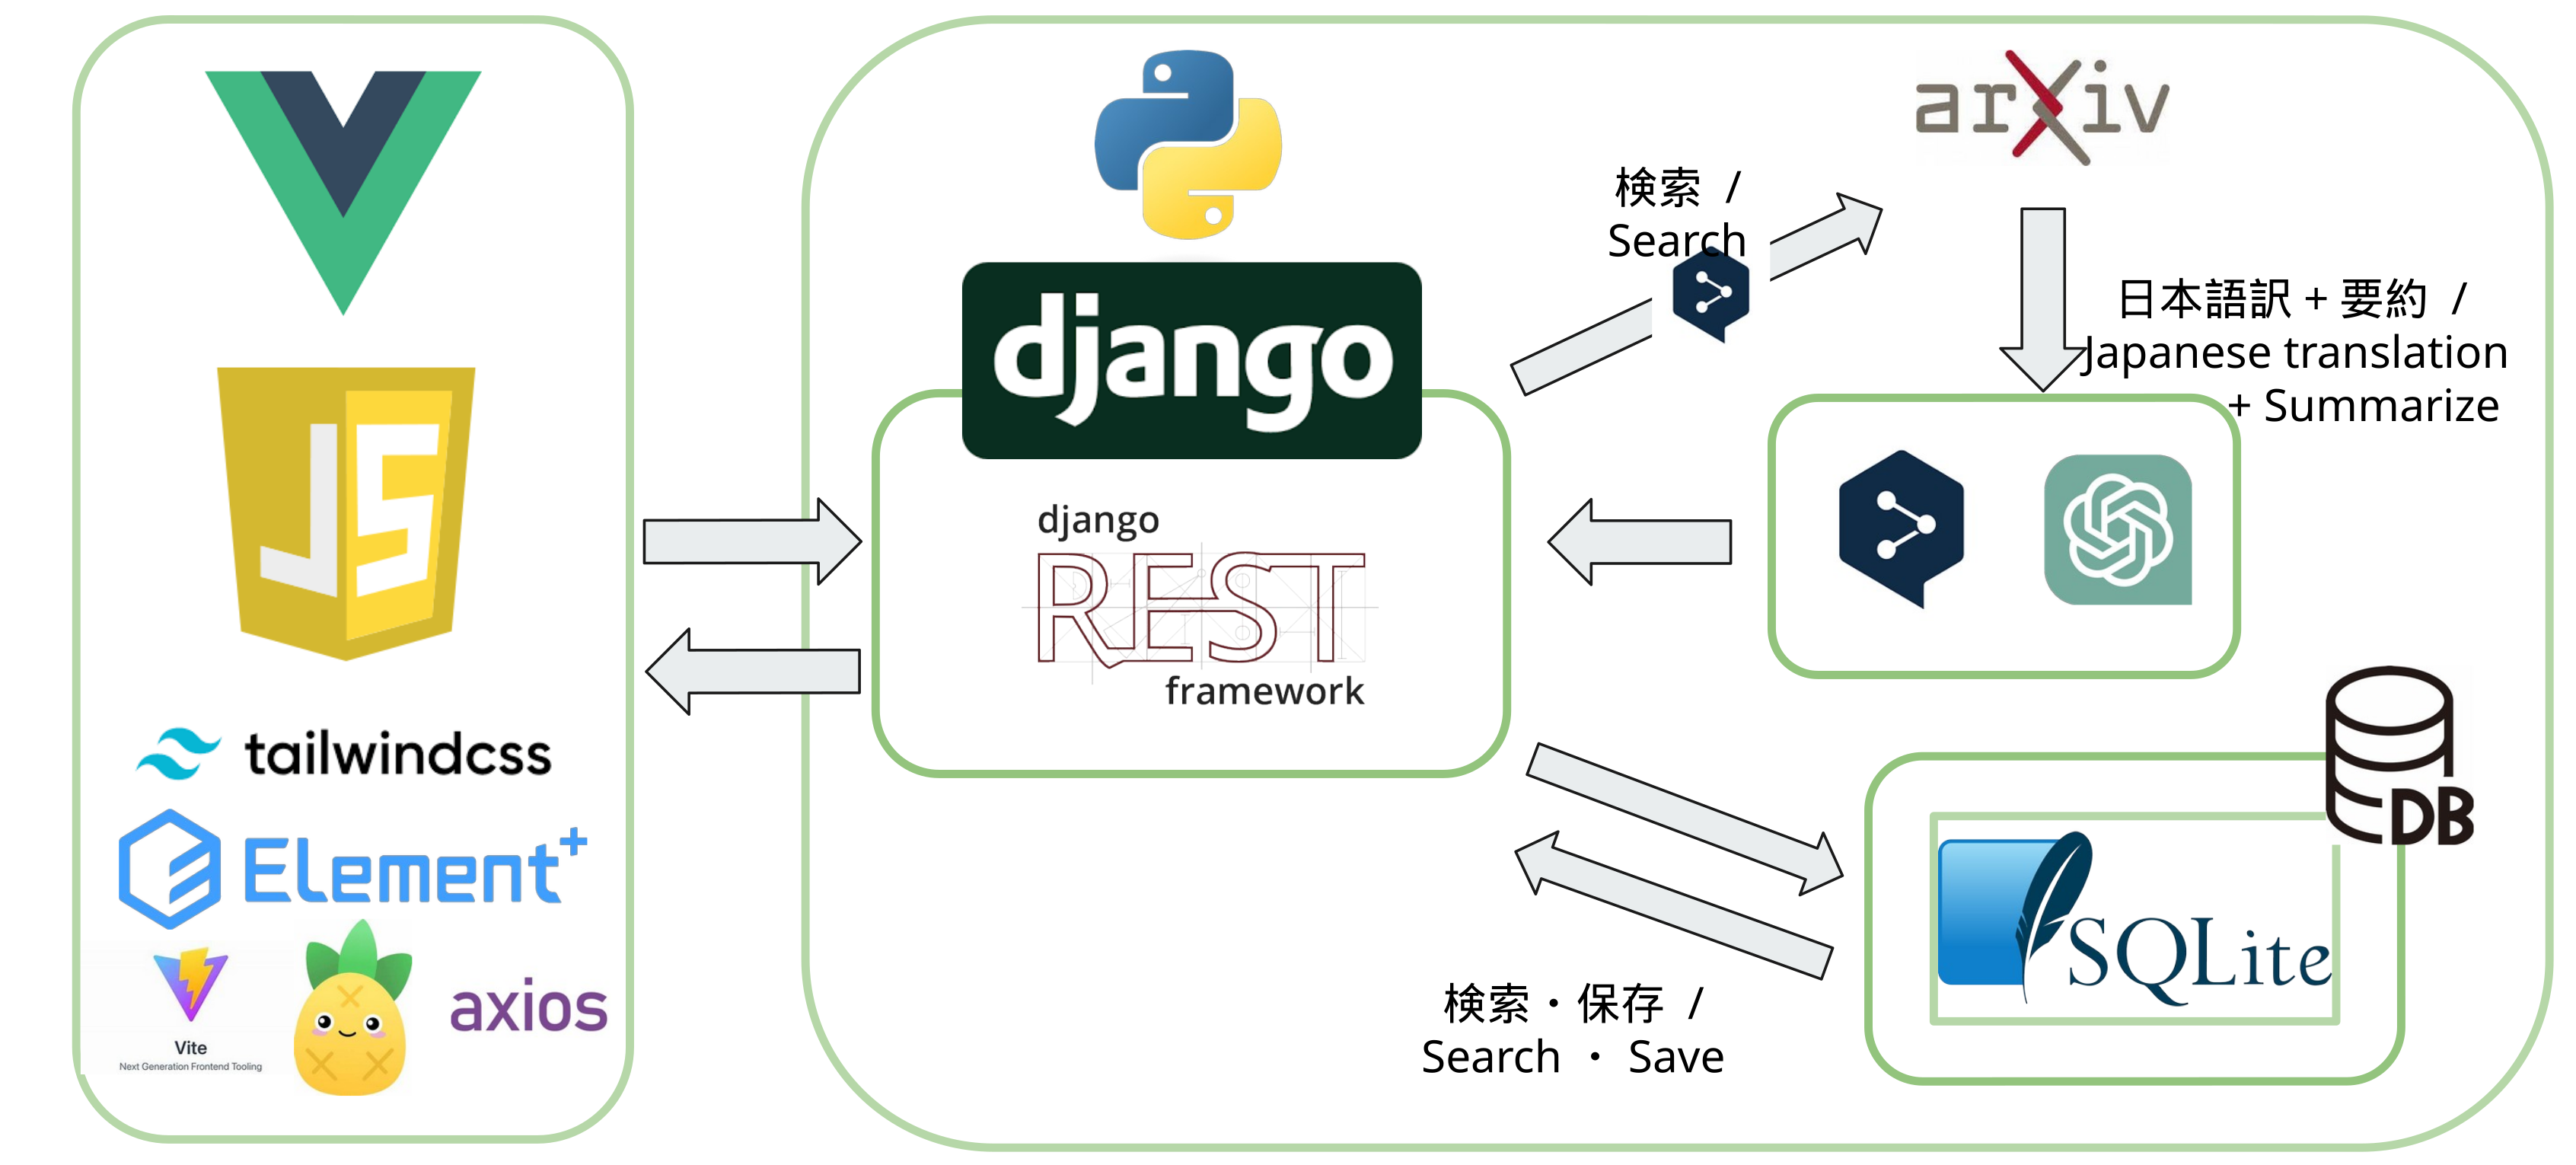 JS
tailwindcss
Element+
Vite
Next Generation Frontend Tooling
axios
django
django
REST
framework
検索 /
Search
arXiv
日本語訳 + 要約 /
Japanese translation
+ Summarize
DB
SQLite
検索・保存 /
Search ・ Save